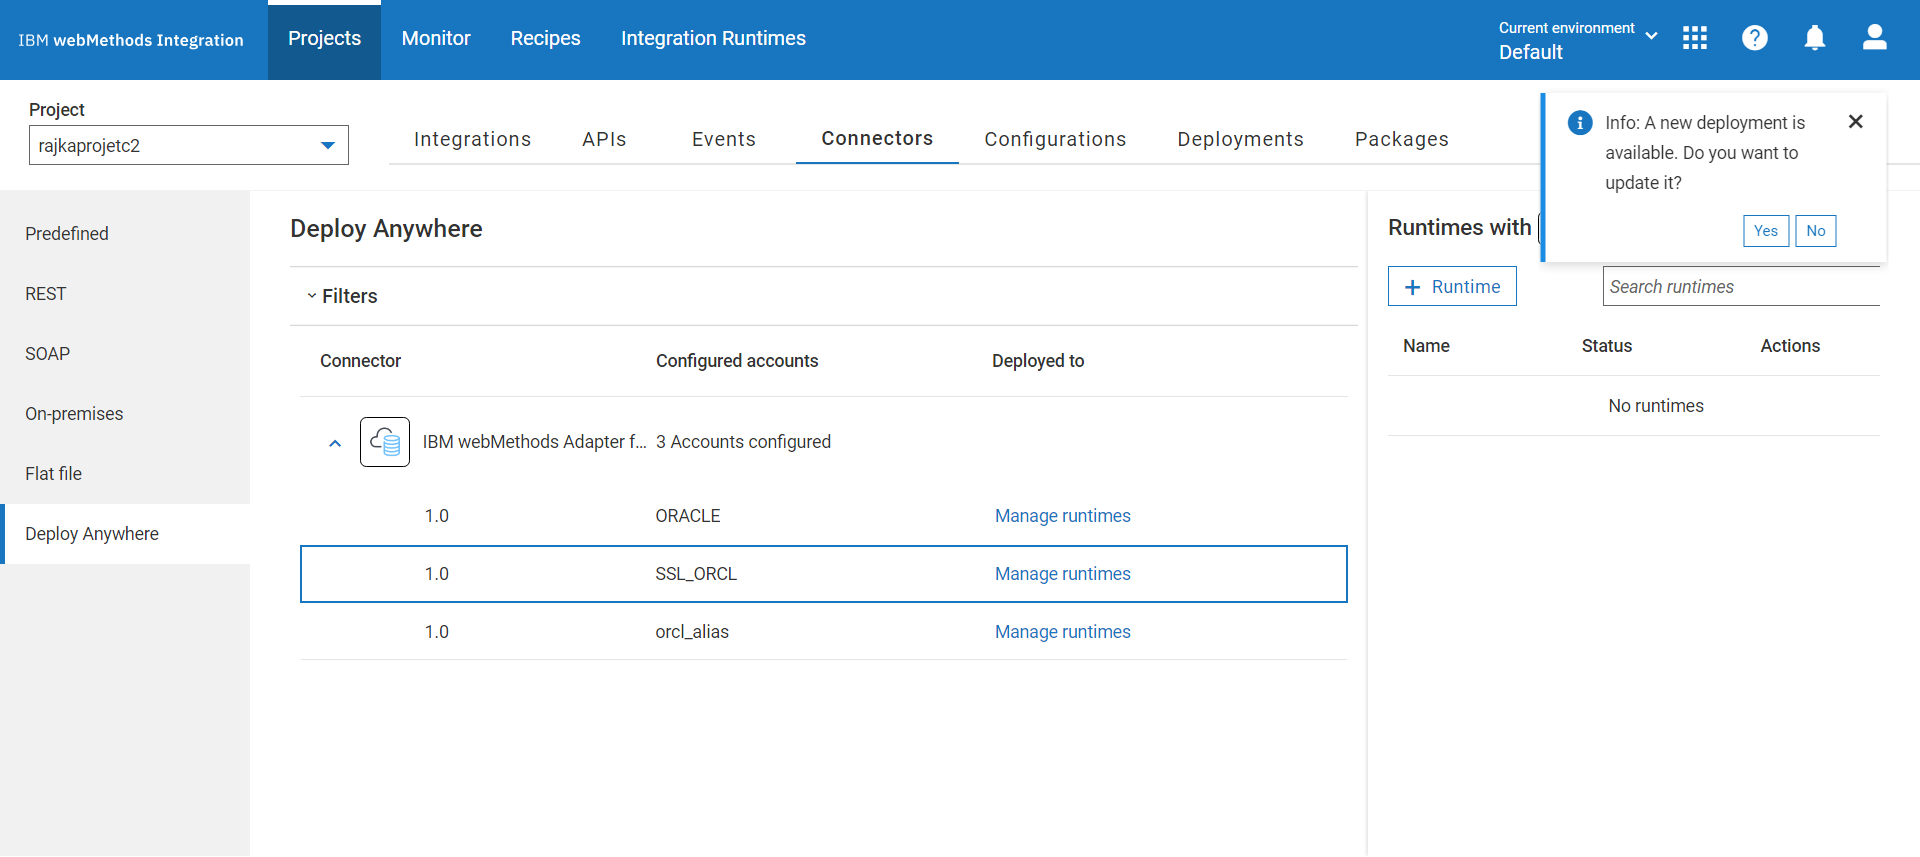 IBM webMethods Integration
Projects
Monitor
Recipes
Integration Runtimes
Current environment
Default
Project
rajkaprojetc2
Integrations
APIs
Events
Connectors
Configurations
Deployments
Packages
Info: A new deployment is
available. Do you want to
update it?
Yes
No
Predefined
REST
SOAP
On-premises
Flat file
Deploy Anywhere
Deploy Anywhere
Filters
Connector
Configured accounts
Deployed to
IBM webMethods Adapter f...
3 Accounts configured
1.0
ORACLE
Manage runtimes
1.0
SSL_ORCL
Manage runtimes
1.0
orcl_alias
Manage runtimes
Runtimes with
+ Runtime
Search runtimes
Name
Status
Actions
No runtimes